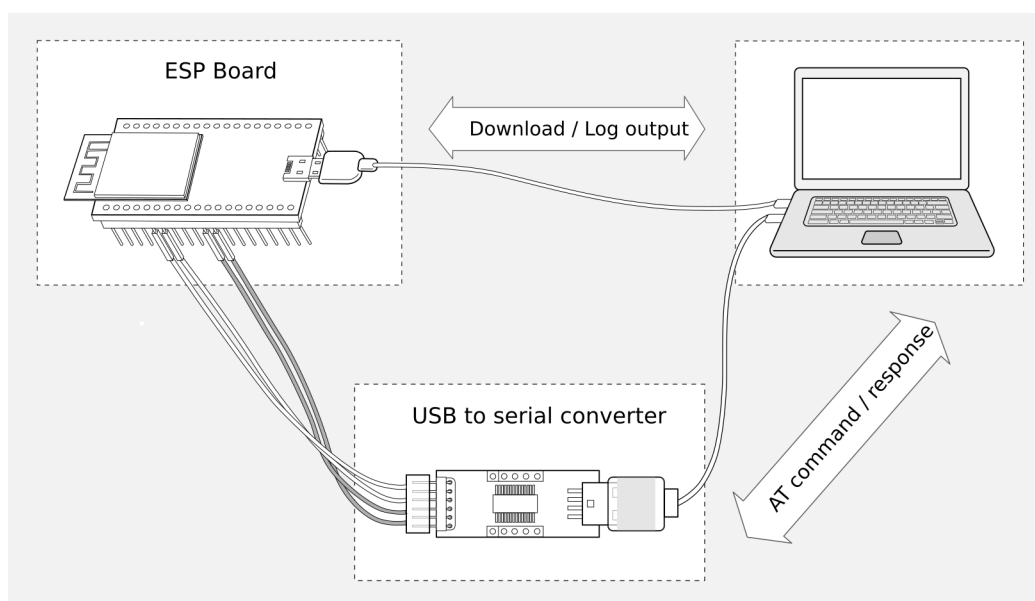 ESP Board
Download / Log output
USB to serial converter
AT command / response